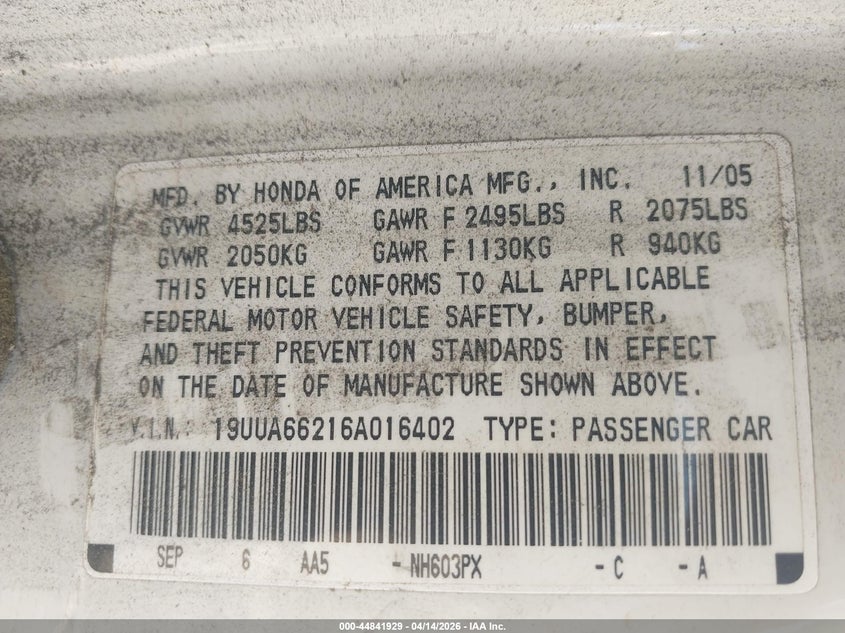 MFD. BY HONDA OF AMERICA MFG., INC. 11/05
GVWR 4525LBS GAWR F 2495LBS R 2075LBS
GVWR 2050KG GAWR F 1130KG R 940KG
THIS VEHICLE CONFORMS TO ALL APPLICABLE
FEDERAL MOTOR VEHICLE SAFETY, BUMPER,
AND THEFT PREVENTION STANDARDS IN EFFECT
ON THE DATE OF MANUFACTURE SHOWN ABOVE.
V.I.N. 19UUA66216A016402 TYPE: PASSENGER CAR
SEP 6 AA5 -NH603PX -C -A
000-44841929 - 04/14/2026 - IAA Inc.